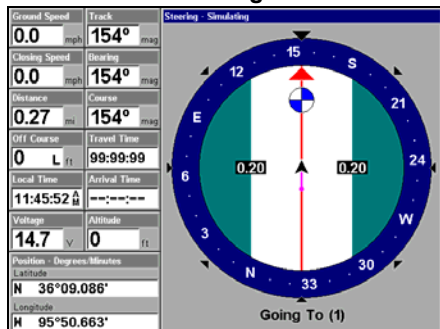 Ground Speed
0.0 mph
Track
154° mag
Closing Speed
0.0 mph
Bearing
154° mag
Distance
0.27 mi
Course
154° mag
Off Course
0 L ft
Travel Time
99:99:99
Local Time
11:45:52 AM
Arrival Time
--:--:--
Voltage
14.7 V
Altitude
0 ft
Position - Degrees/Minutes
Latitude
N 36°09.086'
Longitude
W 95°50.663'
Steering - Simulating
15
S
21
24
W
30
33
N
3
6
E
12
0.20
0.20
Going To (1)